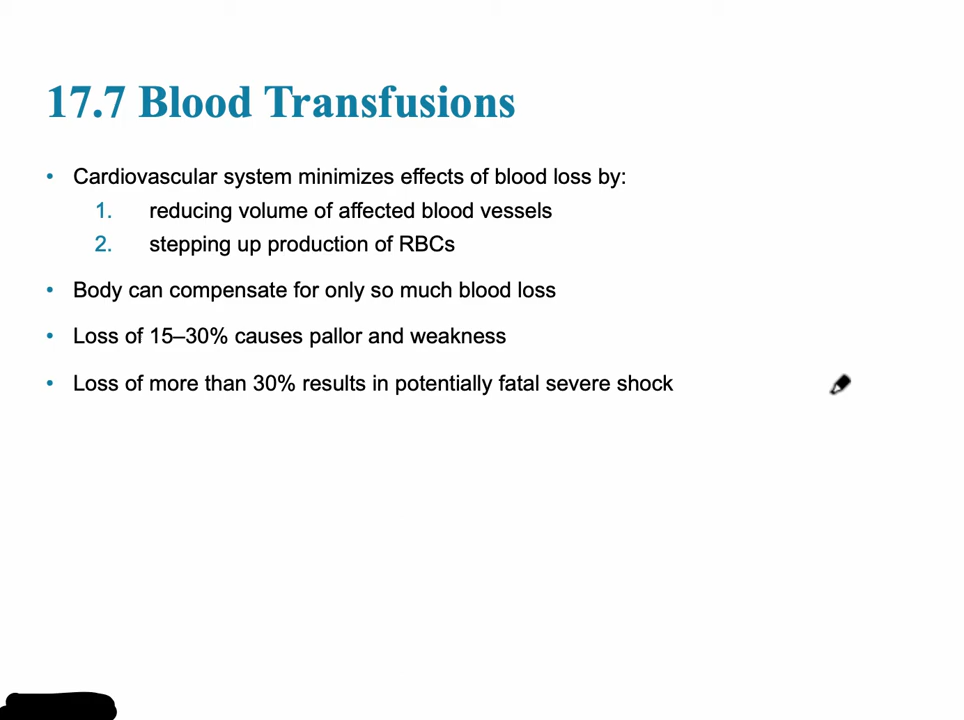 17.7 Blood Transfusions
• Cardiovascular system minimizes effects of blood loss by:
1. reducing volume of affected blood vessels
2. stepping up production of RBCs
• Body can compensate for only so much blood loss
• Loss of 15–30% causes pallor and weakness
• Loss of more than 30% results in potentially fatal severe shock